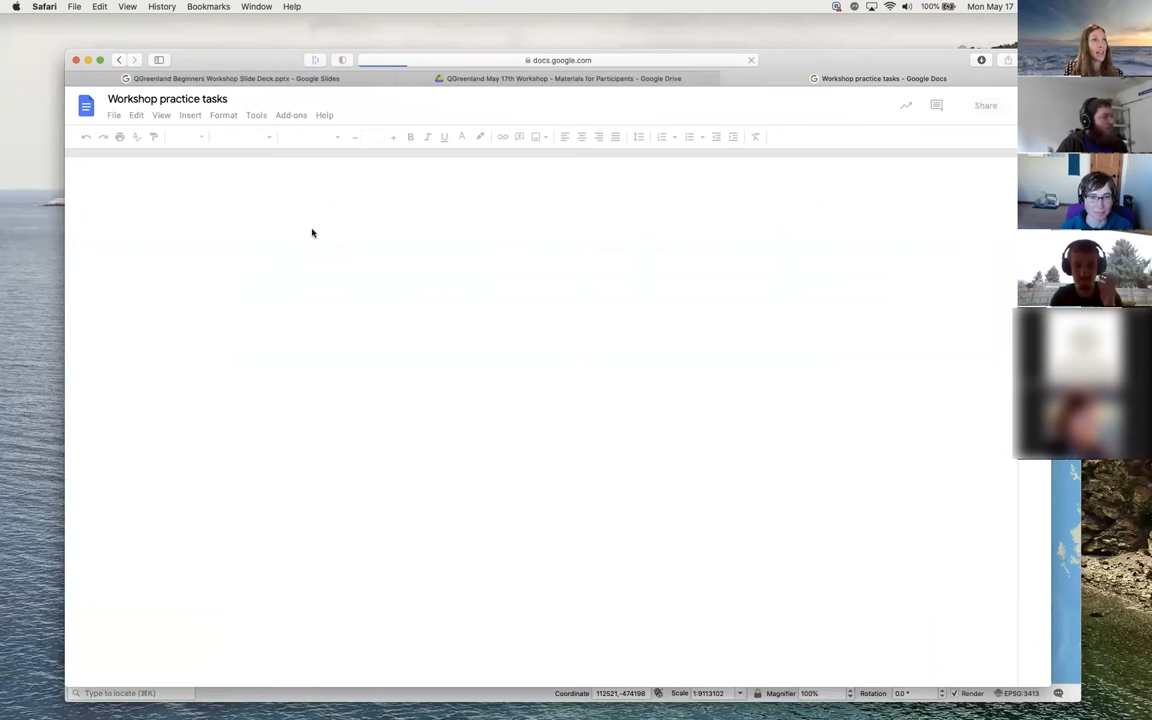 Safari File Edit View History Bookmarks Window Help 100% Mon May 17
docs.google.com
QGreenland Beginners Workshop Slide Deck.pptx - Google Slides QGreenland May 17th Workshop - Materials for Participants - Google Drive Workshop practice tasks - Google Docs
Workshop practice tasks
File Edit View Insert Format Tools Add-ons Help
Share
Type to locate (⌘K) Coordinate 112521,-474198 Scale 1:9113102 Magnifier 100% Rotation 0.0 ° Render EPSG:3413